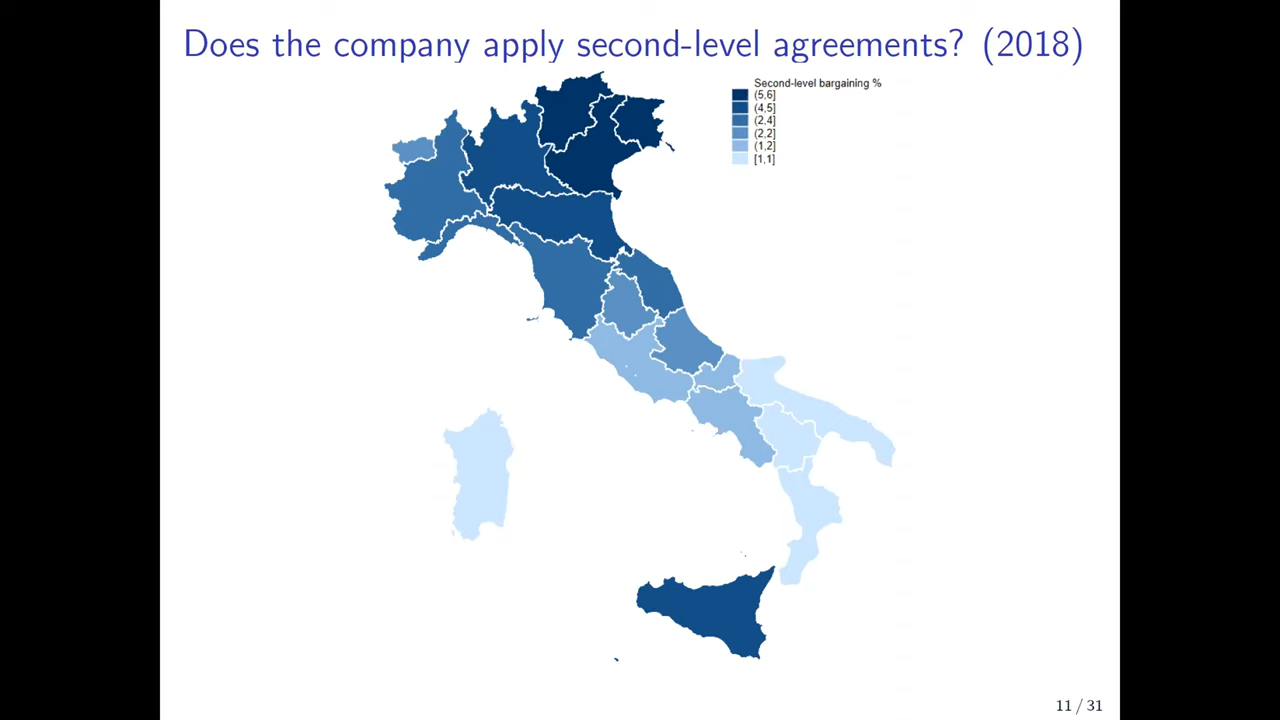 Does the company apply second-level agreements? (2018)
Second-level bargaining %
(5,6]
(4,5]
(2,4]
(2,2]
(1,2]
[1,1]
11 / 31